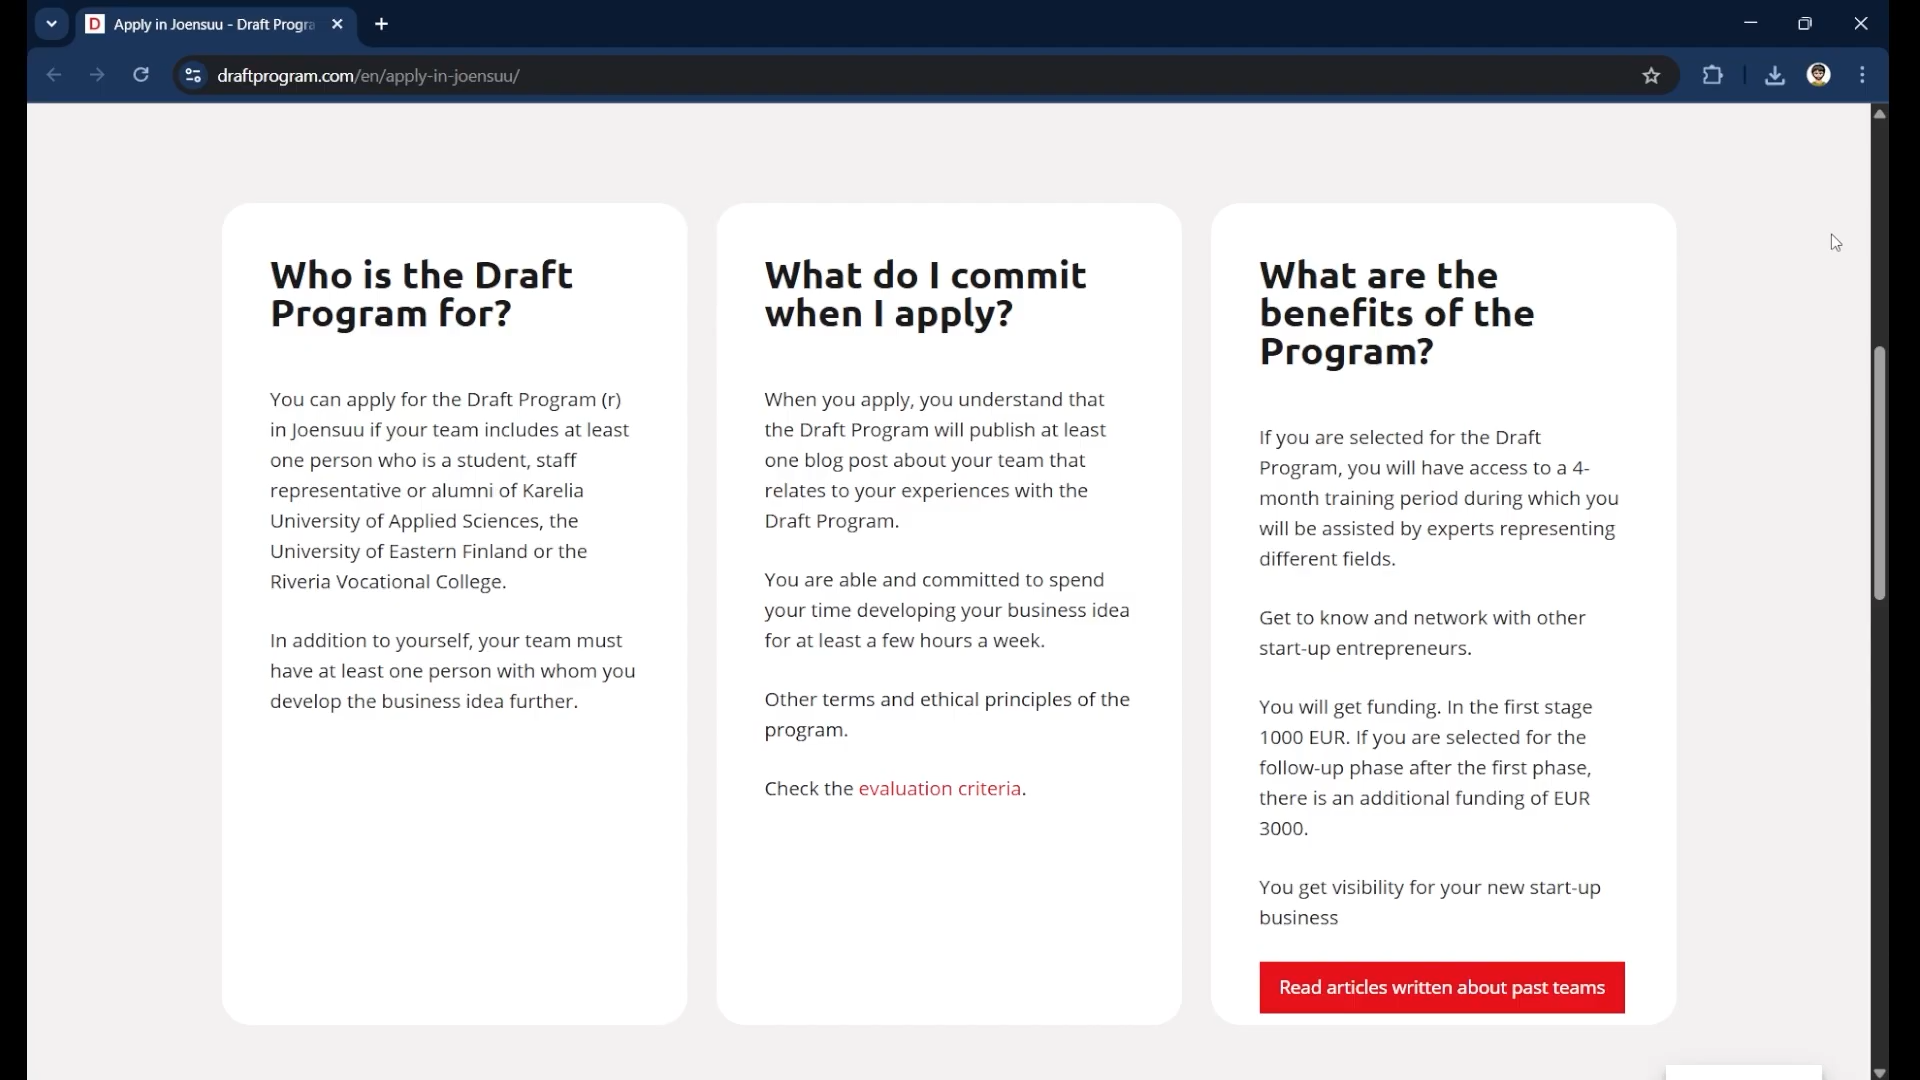 Apply in Joensuu - Draft Progra
draftprogram.com/en/apply-in-joensuu/
Who is the Draft
Program for?
You can apply for the Draft Program (r)
in Joensuu if your team includes at least
one person who is a student, staff
representative or alumni of Karelia
University of Applied Sciences, the
University of Eastern Finland or the
Riveria Vocational College.
In addition to yourself, your team must
have at least one person with whom you
develop the business idea further.
What do I commit
when I apply?
When you apply, you understand that
the Draft Program will publish at least
one blog post about your team that
relates to your experiences with the
Draft Program.
You are able and committed to spend
your time developing your business idea
for at least a few hours a week.
Other terms and ethical principles of the
program.
Check the evaluation criteria.
What are the
benefits of the
Program?
If you are selected for the Draft
Program, you will have access to a 4-
month training period during which you
will be assisted by experts representing
different fields.
Get to know and network with other
start-up entrepreneurs.
You will get funding. In the first stage
1000 EUR. If you are selected for the
follow-up phase after the first phase,
there is an additional funding of EUR
3000.
You get visibility for your new start-up
business
Read articles written about past teams